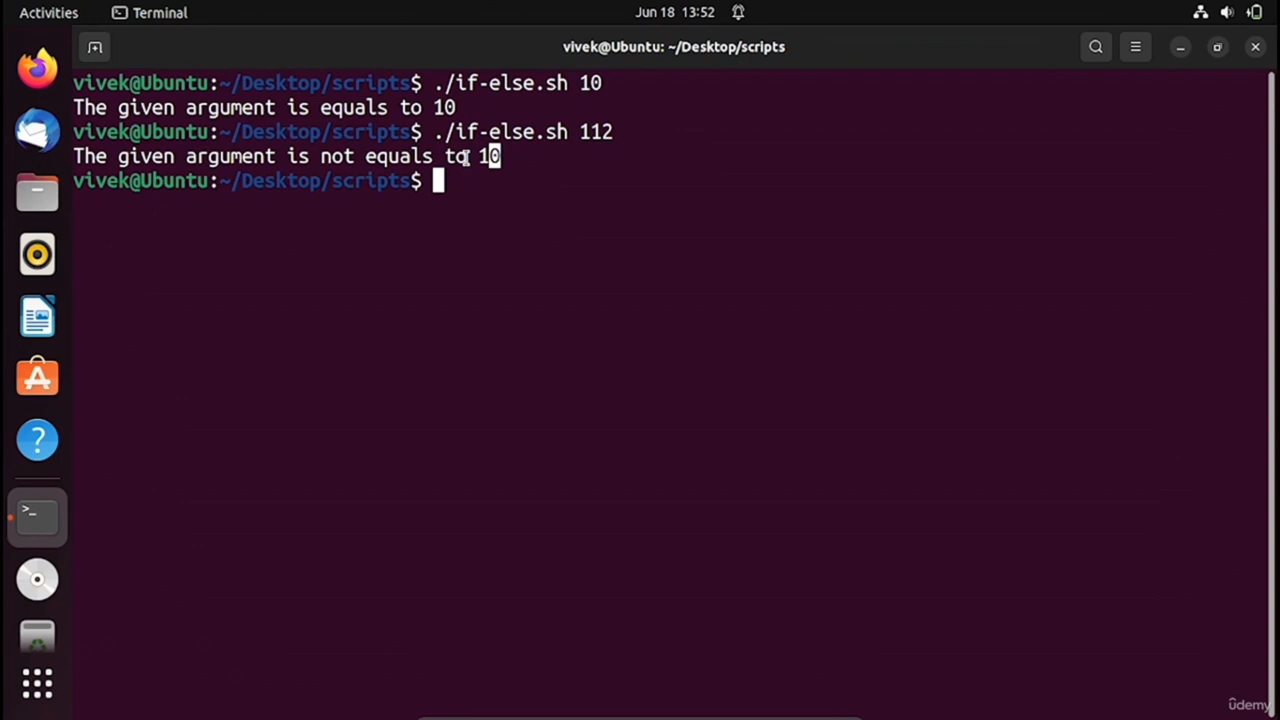 Activities
Terminal
Jun 18 13:52
vivek@Ubuntu: ~/Desktop/scripts
vivek@Ubuntu:~/Desktop/scripts$ ./if-else.sh 10
The given argument is equals to 10
vivek@Ubuntu:~/Desktop/scripts$ ./if-else.sh 112
The given argument is not equals to 10
vivek@Ubuntu:~/Desktop/scripts$
udemy